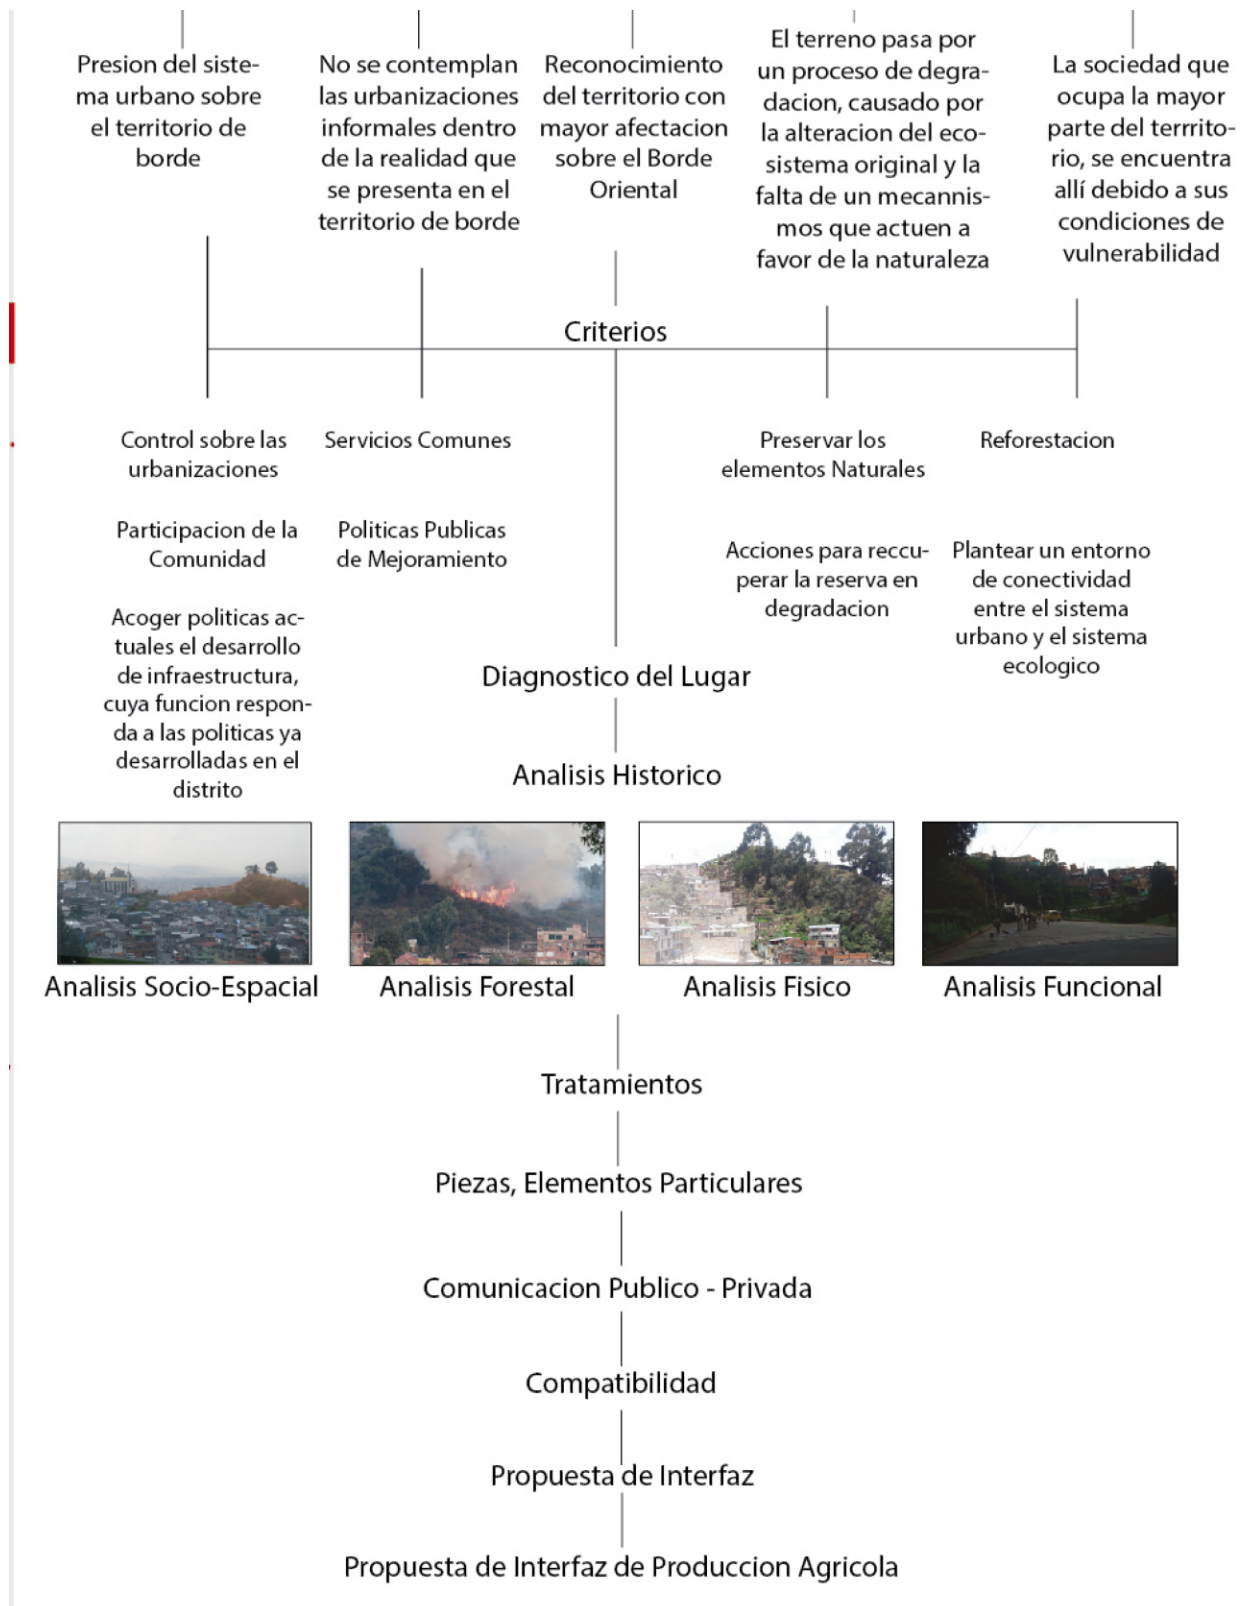 Presion del siste-
ma urbano sobre
el territorio de
borde
No se contemplan
las urbanizaciones
informales dentro
de la realidad que
se presenta en el
territorio de borde
Reconocimiento
del territorio con
mayor afectacion
sobre el Borde
Oriental
El terreno pasa por
un proceso de degra-
dacion, causado por
la alteracion del eco-
sistema original y la
falta de un mecannis-
mos que actuen a
favor de la naturaleza
La sociedad que
ocupa la mayor
parte del terrrito-
rio, se encuentra
allí debido a sus
condiciones de
vulnerabilidad
Criterios
Control sobre las
urbanizaciones
Participacion de la
Comunidad
Acoger politicas ac-
tuales el desarrollo
de infraestructura,
cuya funcion respon-
da a las politicas ya
desarrolladas en el
distrito
Servicios Comunes
Politicas Publicas
de Mejoramiento
Preservar los
elementos Naturales
Acciones para reccu-
perar la reserva en
degradacion
Reforestacion
Plantear un entorno
de conectividad
entre el sistema
urbano y el sistema
ecologico
Diagnostico del Lugar
Analisis Historico
Analisis Socio-Espacial
Analisis Forestal
Analisis Fisico
Analisis Funcional
Tratamientos
Piezas, Elementos Particulares
Comunicacion Publico - Privada
Compatibilidad
Propuesta de Interfaz
Propuesta de Interfaz de Produccion Agricola